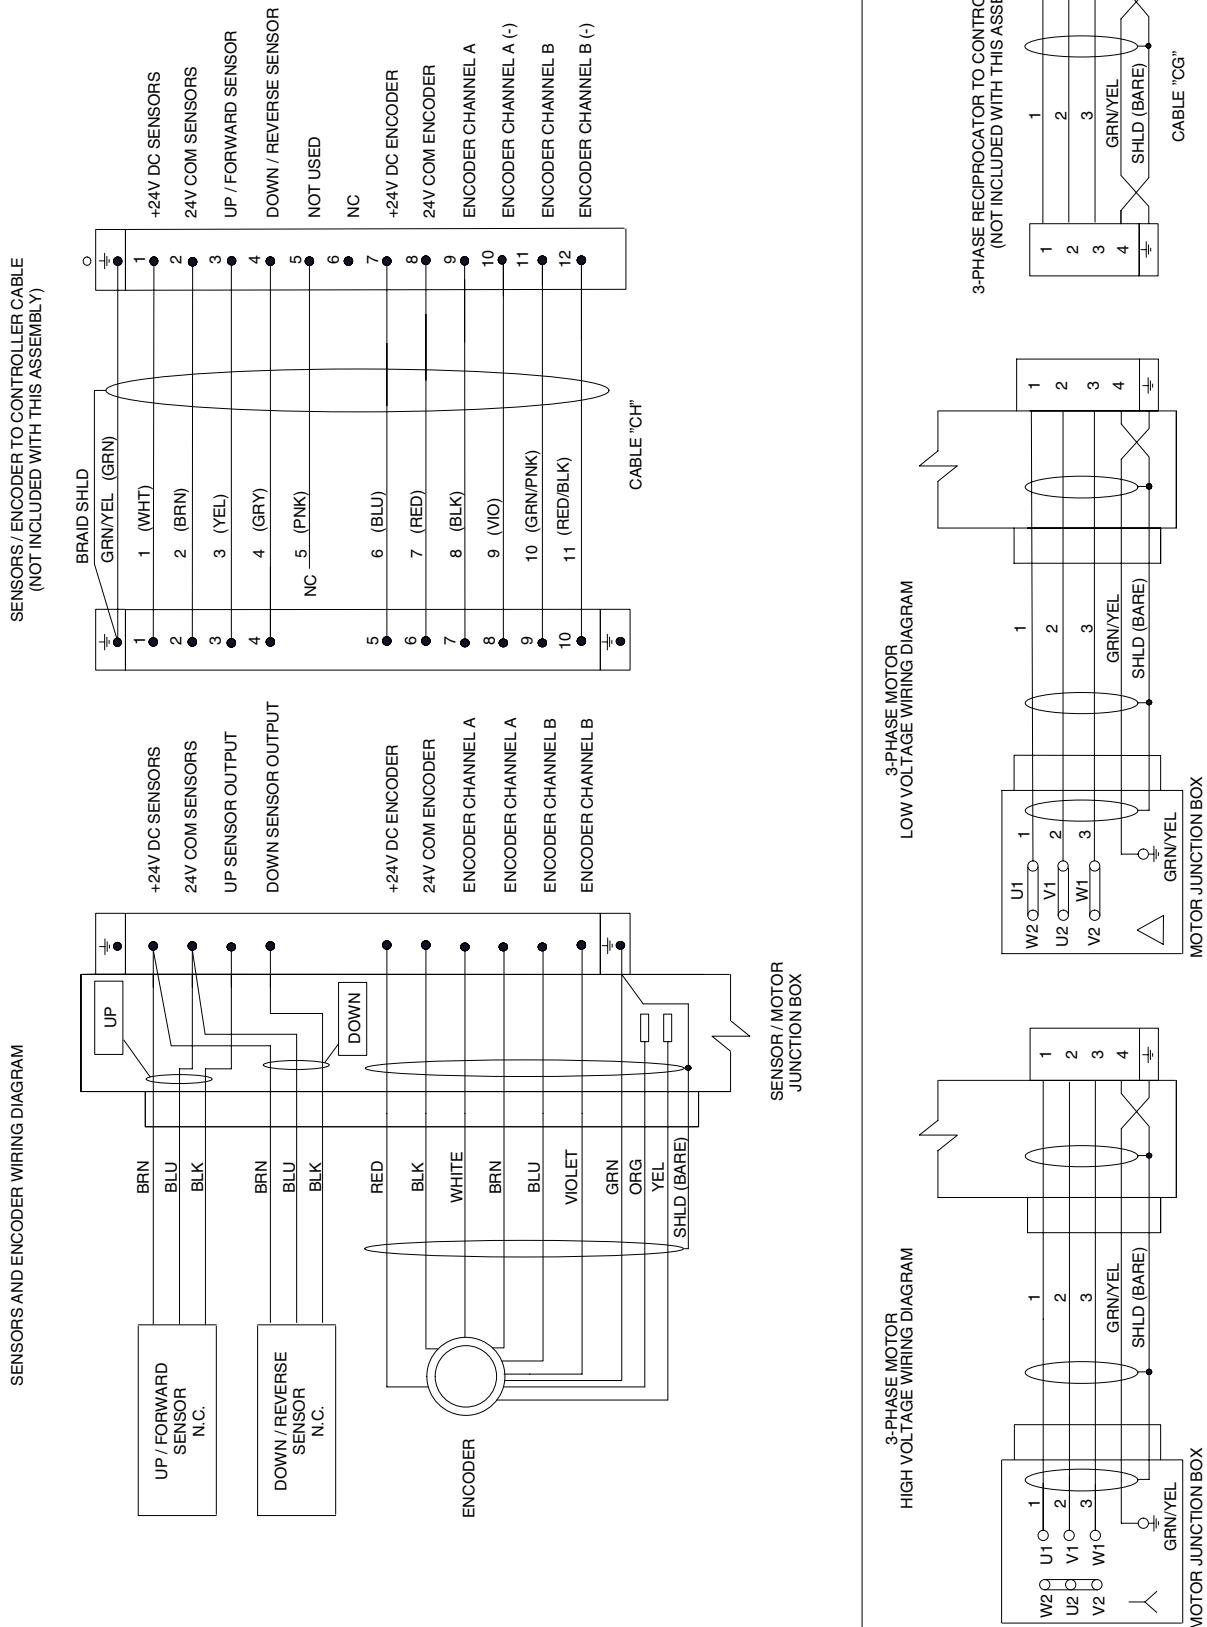 SENSORS AND ENCODER WIRING DIAGRAM
UP / FORWARD
SENSOR
N.C.
DOWN / REVERSE
SENSOR
N.C.
ENCODER
BRN
BLU
BLK
BRN
BLU
BLK
RED
BLK
WHITE
BRN
BLU
VIOLET
GRN
ORG
YEL
SHLD (BARE)
UP
DOWN
SENSOR / MOTOR
JUNCTION BOX
+24V DC SENSORS
24V COM SENSORS
UP SENSOR OUTPUT
DOWN SENSOR OUTPUT
+24V DC ENCODER
24V COM ENCODER
ENCODER CHANNEL A
ENCODER CHANNEL A
ENCODER CHANNEL B
ENCODER CHANNEL B
SENSORS / ENCODER TO CONTROLLER CABLE
(NOT INCLUDED WITH THIS ASSEMBLY)
1
2
3
4
5
6
7
8
9
10
BRAID SHLD
GRN/YEL (GRN)
1 (WHT)
2 (BRN)
3 (YEL)
4 (GRY)
NC 5 (PNK)
6 (BLU)
7 (RED)
8 (BLK)
9 (VIO)
10 (GRN/PNK)
11 (RED/BLK)
CABLE "CH"
1
2
3
4
5
6
7
8
9
10
11
12
+24V DC SENSORS
24V COM SENSORS
UP / FORWARD SENSOR
DOWN / REVERSE SENSOR
NOT USED
NC
+24V DC ENCODER
24V COM ENCODER
ENCODER CHANNEL A
ENCODER CHANNEL A (-)
ENCODER CHANNEL B
ENCODER CHANNEL B (-)
3-PHASE MOTOR
HIGH VOLTAGE WIRING DIAGRAM
W2 U1 1
U2 V1 2
V2 W1 3
GRN/YEL
MOTOR JUNCTION BOX
1
2
3
GRN/YEL
SHLD (BARE)
1
2
3
4
3-PHASE MOTOR
LOW VOLTAGE WIRING DIAGRAM
W2 U1 1
U2 V1 2
V2 W1 3
GRN/YEL
MOTOR JUNCTION BOX
1
2
3
GRN/YEL
SHLD (BARE)
1
2
3
4
3-PHASE RECIPROCATOR TO CONTRO
(NOT INCLUDED WITH THIS ASSE
1
2
3
4
1
2
3
GRN/YEL
SHLD (BARE)
CABLE "CG"